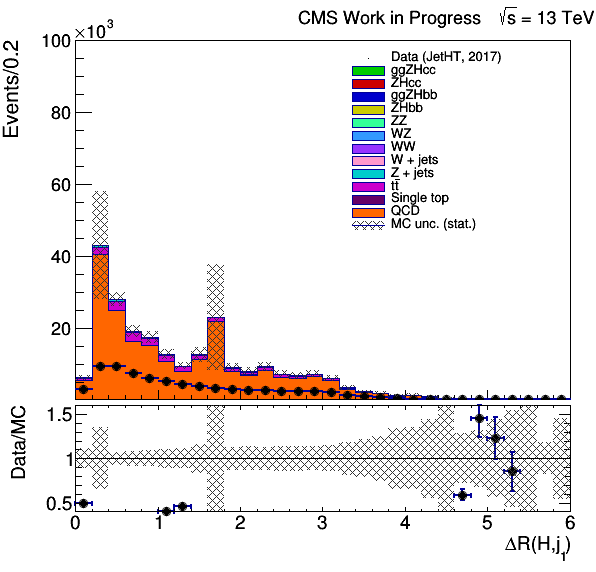 CMS Work in Progress √s = 13 TeV
×10³
Events/0.2
100
80
60
40
20
Data (JetHT, 2017)
ggZHcc
ZHcc
ggZHbb
ZHbb
ZZ
WZ
WW
W + jets
Z + jets
tt̄
Single top
QCD
MC unc. (stat.)
Data/MC
1.5
1
0.5
0 1 2 3 4 5 6
ΔR(H,j₁)